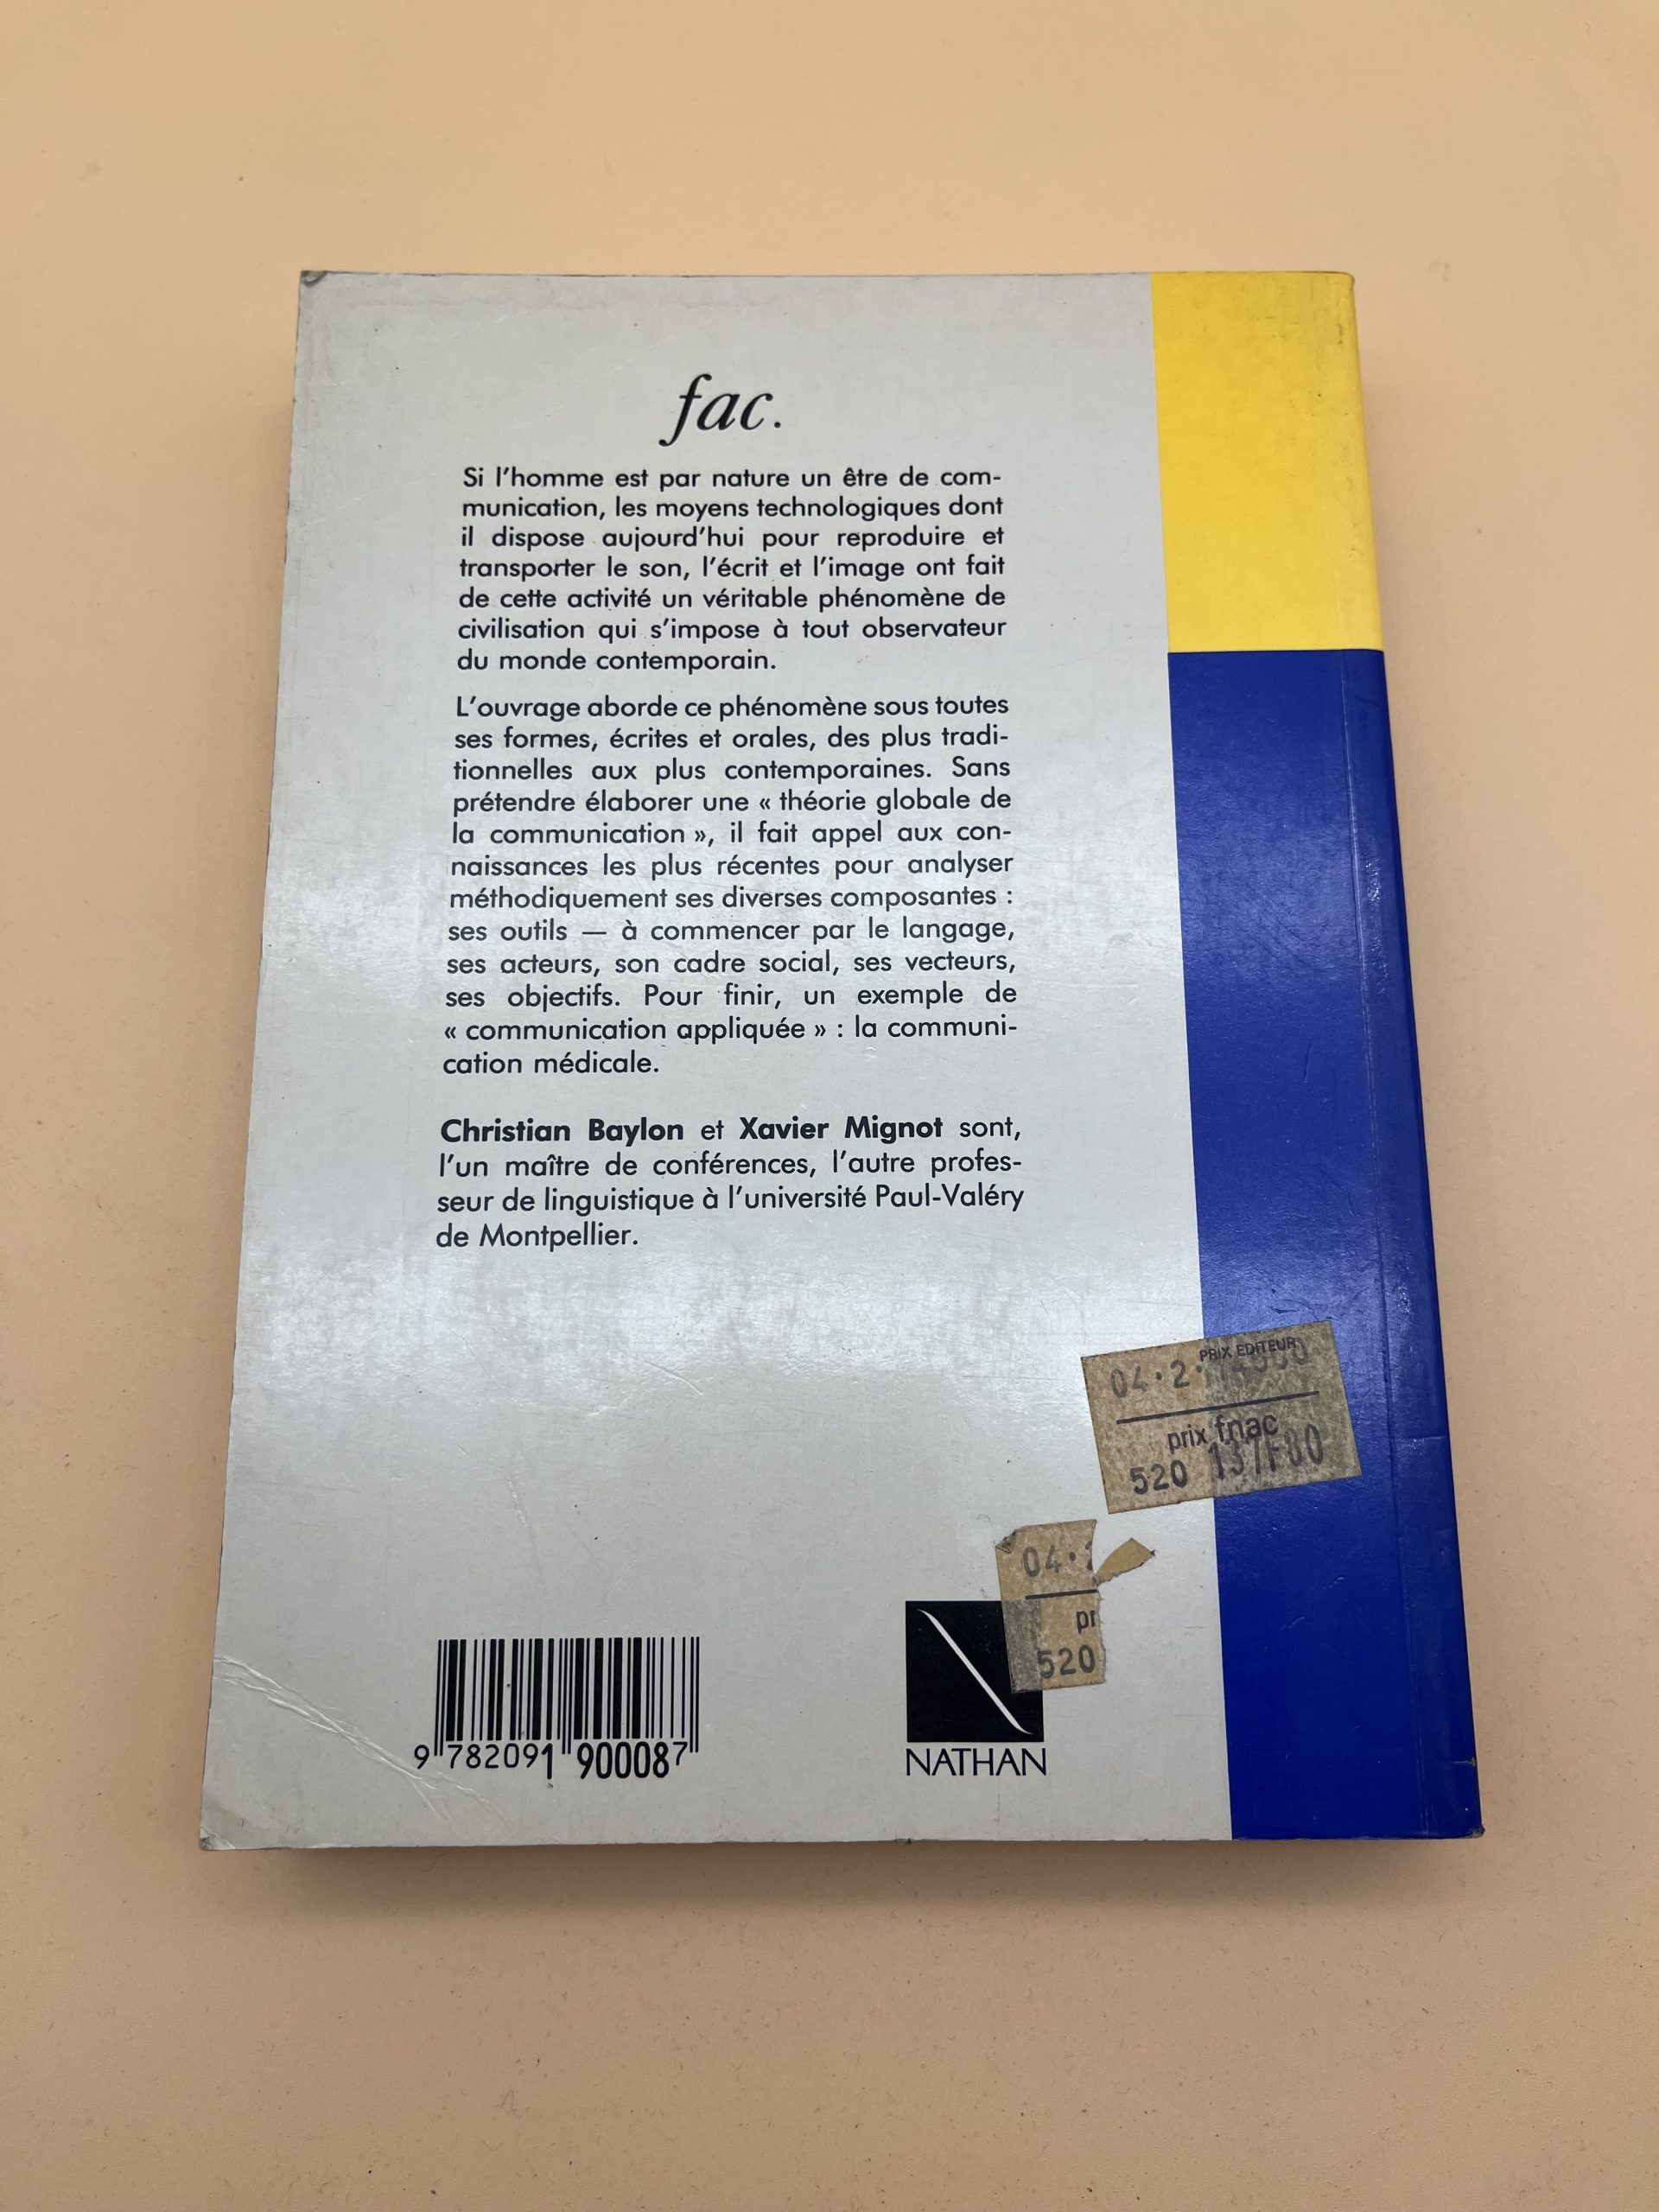 fac.
Si l'homme est par nature un être de com-
munication, les moyens technologiques dont
il dispose aujourd'hui pour reproduire et
transporter le son, l'écrit et l'image ont fait
de cette activité un véritable phénomène de
civilisation qui s'impose à tout observateur
du monde contemporain.
L'ouvrage aborde ce phénomène sous toutes
ses formes, écrites et orales, des plus tradi-
tionnelles aux plus contemporaines. Sans
prétendre élaborer une « théorie globale de
la communication », il fait appel aux con-
naissances les plus récentes pour analyser
méthodiquement ses diverses composantes :
ses outils — à commencer par le langage,
ses acteurs, son cadre social, ses vecteurs,
ses objectifs. Pour finir, un exemple de
« communication appliquée » : la communi-
cation médicale.
Christian Baylon et Xavier Mignot sont,
l'un maître de conférences, l'autre profes-
seur de linguistique à l'université Paul-Valéry
de Montpellier.
PRIX EDITEUR
04·2·
prix fnac
520 137F80
04·
pr
520
9 782091 900087
NATHAN